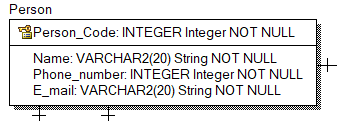 Person
Person_Code: INTEGER Integer NOT NULL
Name: VARCHAR2(20) String NOT NULL
Phone_number: INTEGER Integer NOT NULL
E_mail: VARCHAR2(20) String NOT NULL